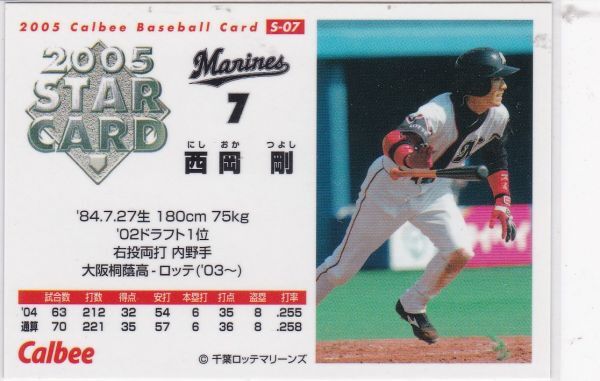 2005 Calbee Baseball Card S-07
2005
STAR
CARD
Marines
7
にし おか つよし
西岡 剛
'84.7.27生 180cm 75kg
'02ドラフト1位
右投両打 内野手
大阪桐蔭高-ロッテ('03〜)
試合数 打数 得点 安打 本塁打 打点 盗塁 打率
'04 63 212 32 54 6 35 8 .255
通算 70 221 35 57 6 36 8 .258
Calbee
© 千葉ロッテマリーンズ